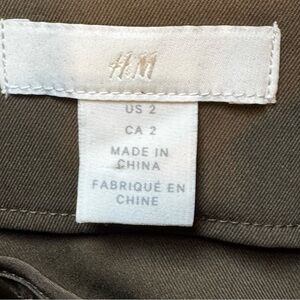 H&M
US 2
CA 2
MADE IN
CHINA
FABRIQUÉ EN
CHINE